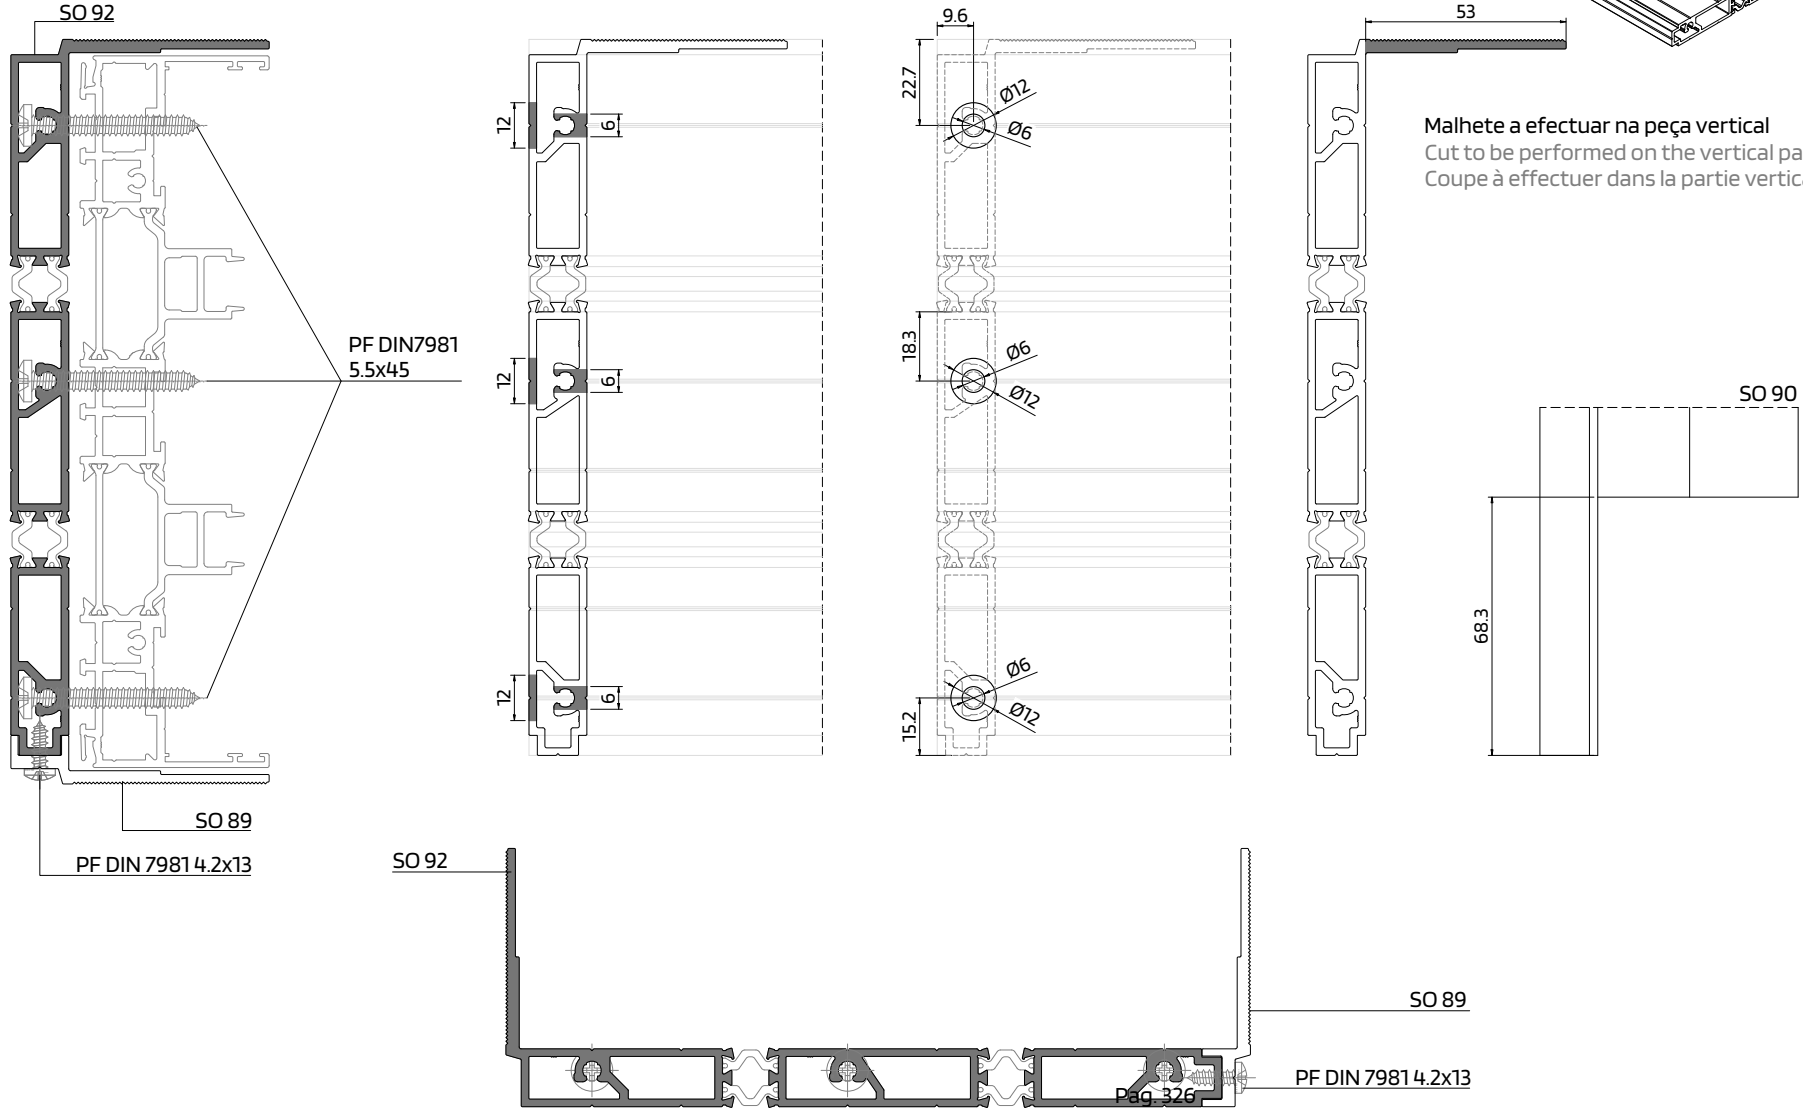 SO 92
9.6
53
22.7
Ø12
Ø6
12
6
Malhete a efectuar na peça vertical
Cut to be performed on the vertical
Coupe à effectuer dans la partie
PF DIN7981
5.5x45
12
6
18.3
Ø6
Ø12
SO 90
68.3
12
6
15.2
Ø6
Ø12
SO 89
PF DIN 7981 4.2x13
SO 92
SO 89
PF DIN 7981 4.2x13
Pag. 326